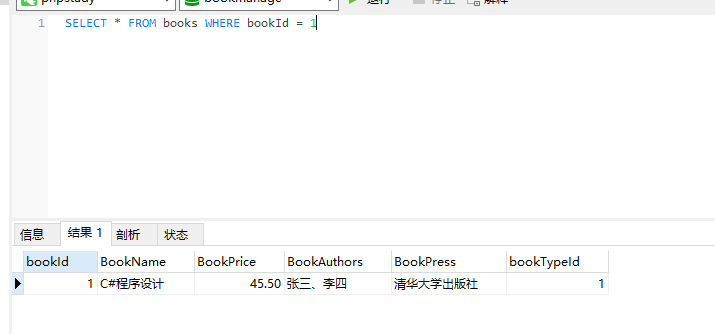 phpstudy bookmanage 运行 停止 解释
1 SELECT * FROM books WHERE bookId = 1
信息 结果 1 剖析 状态
bookId BookName BookPrice BookAuthors BookPress bookTypeId
1 C#程序设计 45.50 张三、李四 清华大学出版社 1